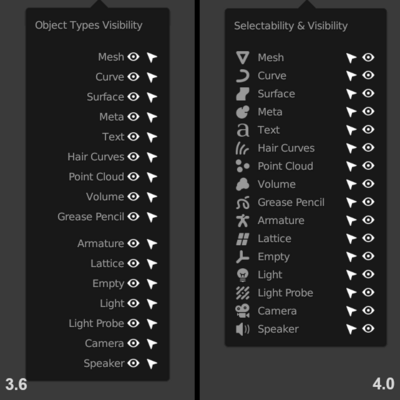 Object Types Visibility
Mesh
Curve
Surface
Meta
Text
Hair Curves
Point Cloud
Volume
Grease Pencil
Armature
Lattice
Empty
Light
Light Probe
Camera
Speaker
3.6
Selectability & Visibility
Mesh
Curve
Surface
Meta
Text
Hair Curves
Point Cloud
Volume
Grease Pencil
Armature
Lattice
Empty
Light
Light Probe
Camera
Speaker
4.0